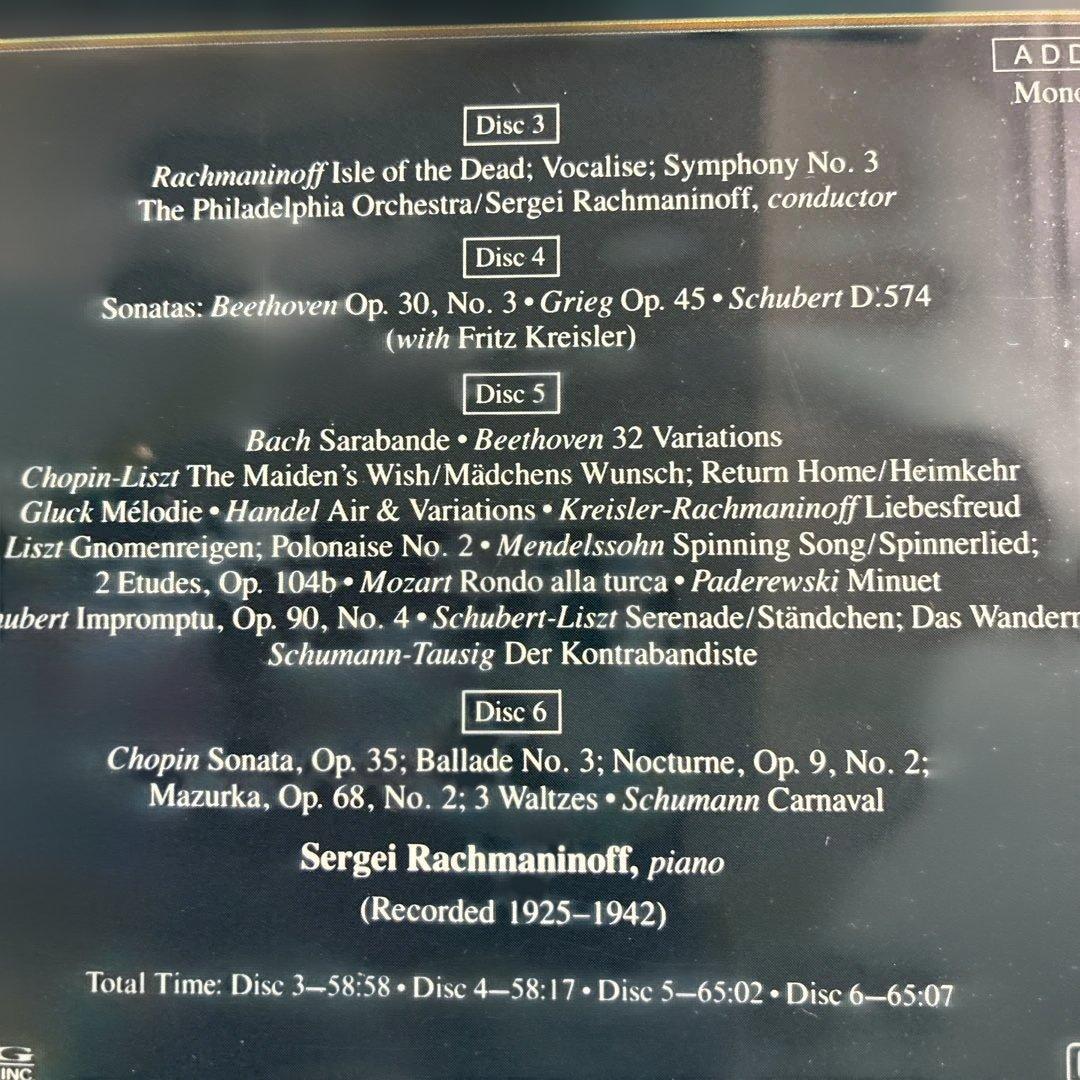 ADD
Mono
Disc 3
Rachmaninoff Isle of the Dead; Vocalise; Symphony No. 3
The Philadelphia Orchestra/Sergei Rachmaninoff, conductor
Disc 4
Sonatas: Beethoven Op. 30, No. 3 • Grieg Op. 45 • Schubert D. 574
(with Fritz Kreisler)
Disc 5
Bach Sarabande • Beethoven 32 Variations
Chopin-Liszt The Maiden's Wish/Mädchens Wunsch; Return Home/Heimkehr
Gluck Mélodie • Handel Air & Variations • Kreisler-Rachmaninoff Liebesfreud
Liszt Gnomenreigen; Polonaise No. 2 • Mendelssohn Spinning Song/Spinnerlied;
2 Etudes, Op. 104b • Mozart Rondo alla turca • Paderewski Minuet
ubert Impromptu, Op. 90, No. 4 • Schubert-Liszt Serenade/Ständchen; Das Wandern
Schumann-Tausig Der Kontrabandiste
Disc 6
Chopin Sonata, Op. 35; Ballade No. 3; Nocturne, Op. 9, No. 2;
Mazurka, Op. 68, No. 2; 3 Waltzes • Schumann Carnaval
Sergei Rachmaninoff, piano
(Recorded 1925–1942)
Total Time: Disc 3—58:58 • Disc 4—58:17 • Disc 5—65:02 • Disc 6—65:07
G
INC